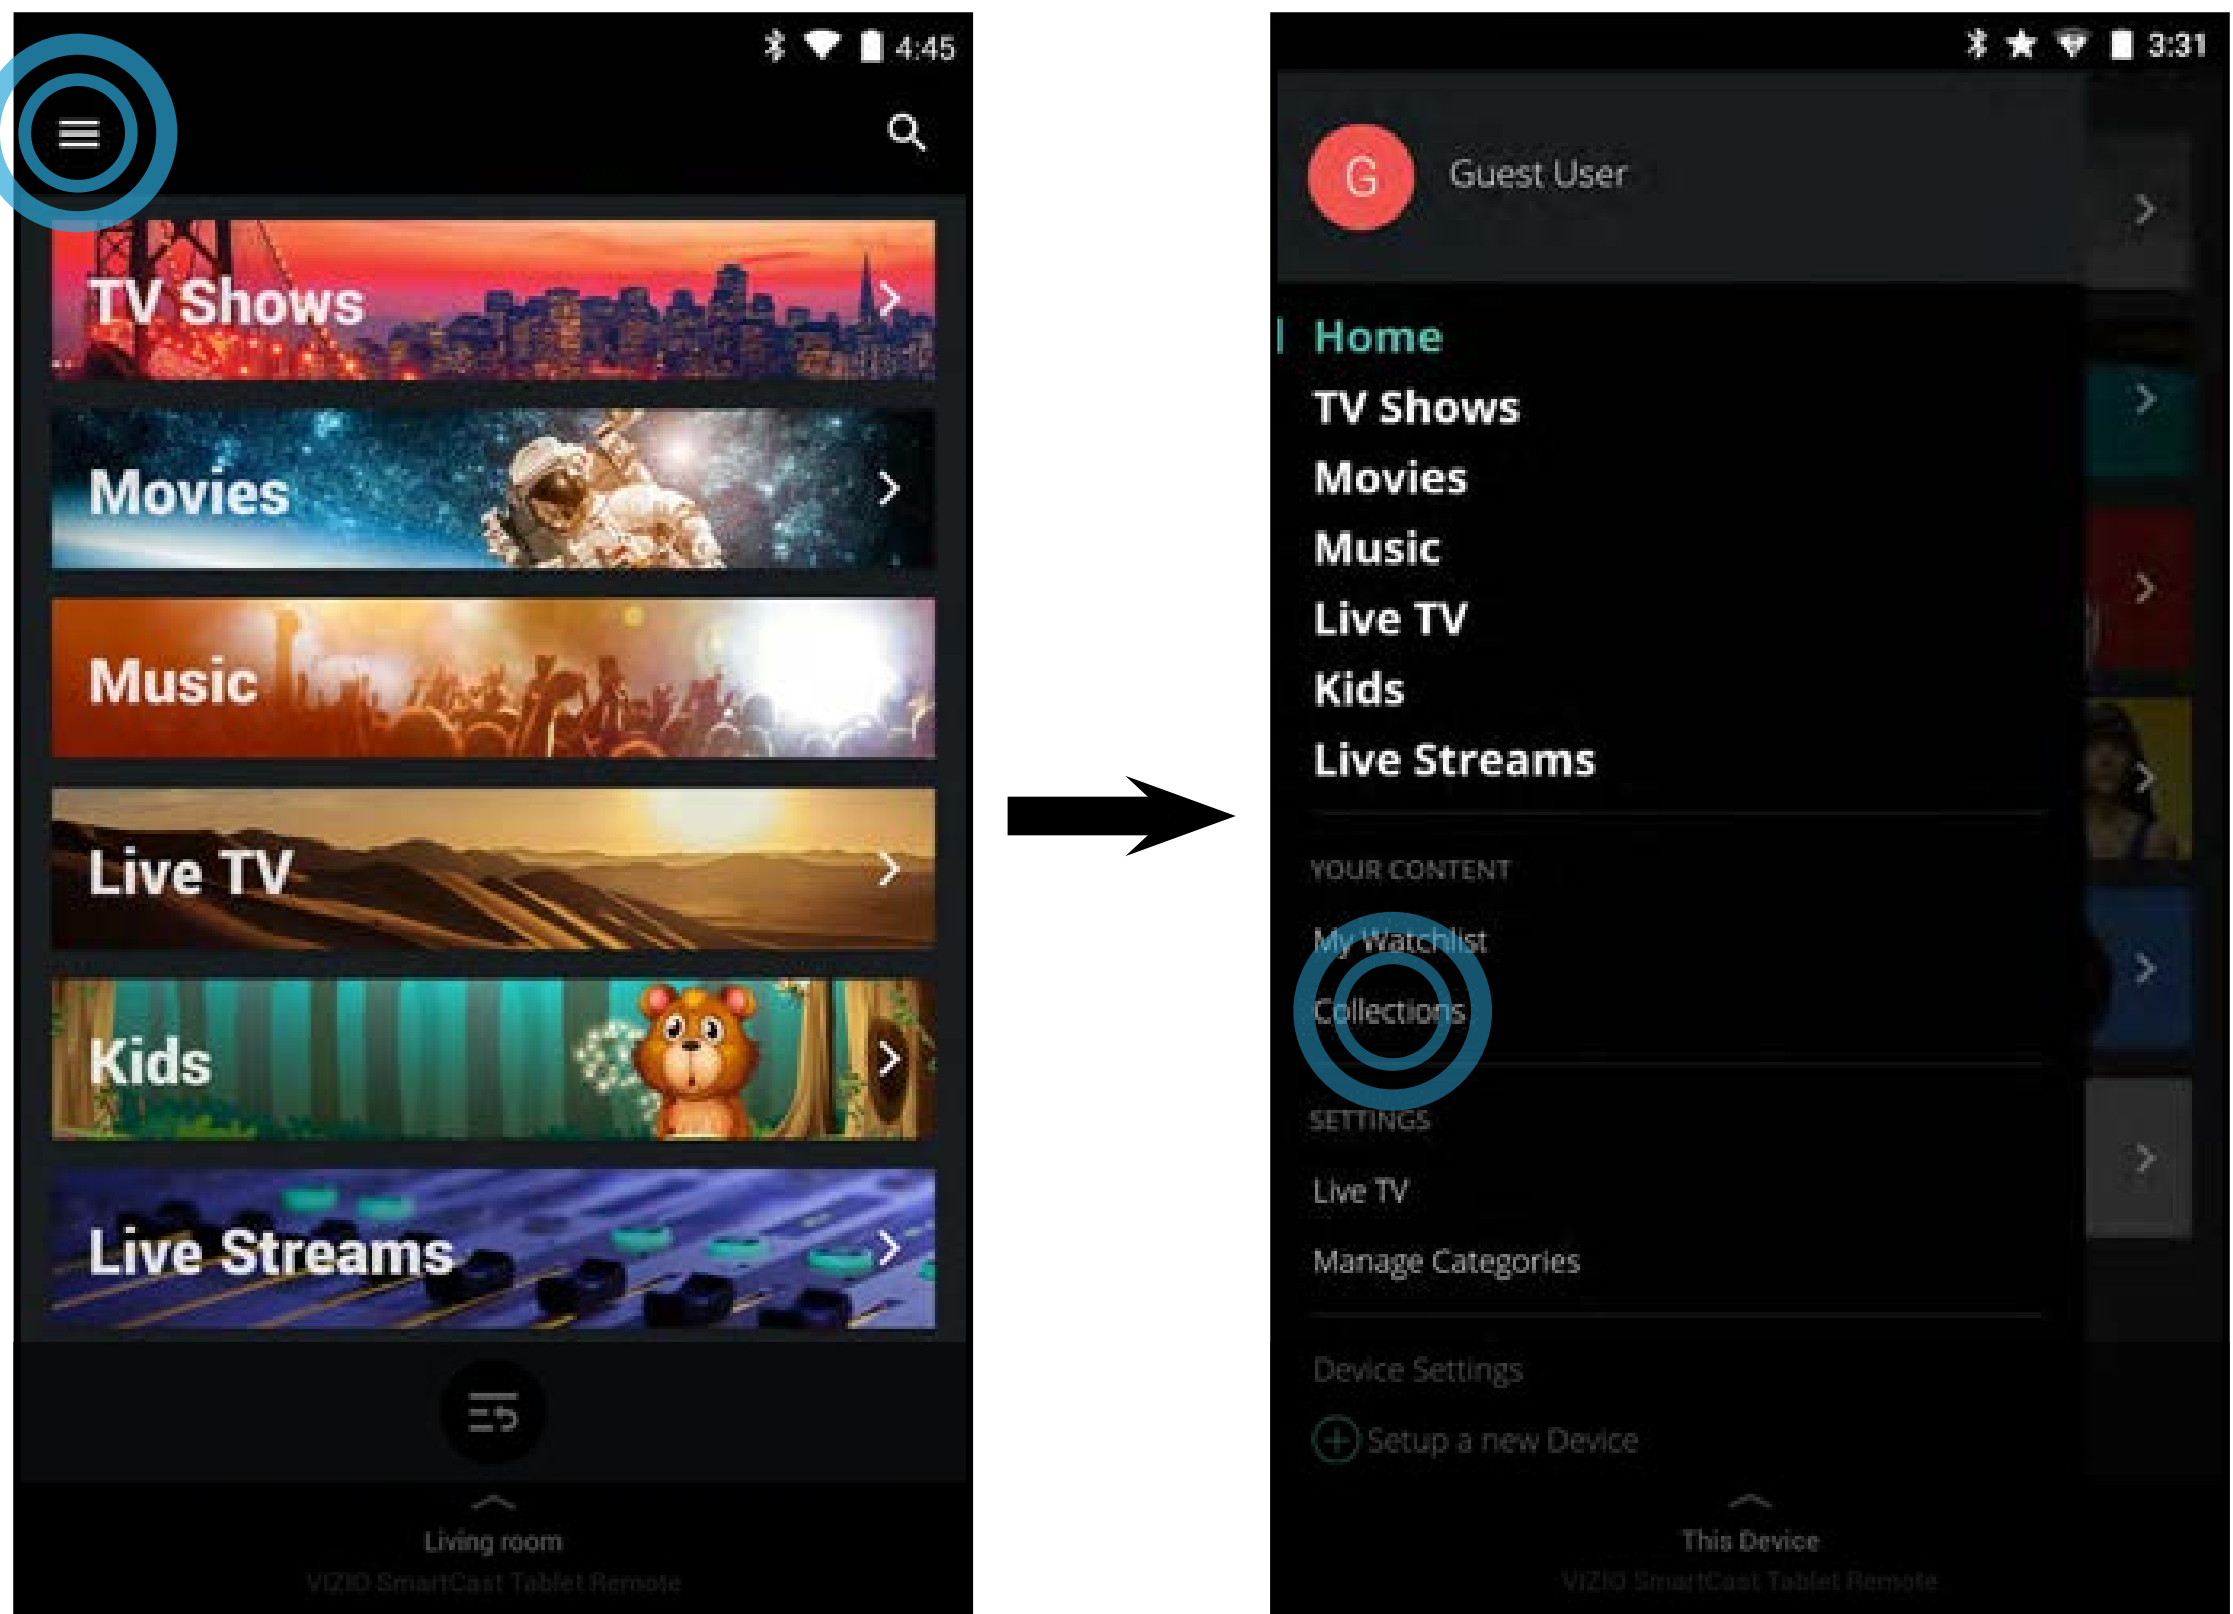 4:45
TV Shows
Movies
Music
Live TV
Kids
Live Streams
Living room
VIZIO SmartCast Tablet Remote
3:31
G
Guest User
Home
TV Shows
Movies
Music
Live TV
Kids
Live Streams
YOUR CONTENT
My Watchlist
Collections
SETTINGS
Live TV
Manage Categories
Device Settings
Setup a new Device
This Device
VIZIO SmartCast Tablet Remote